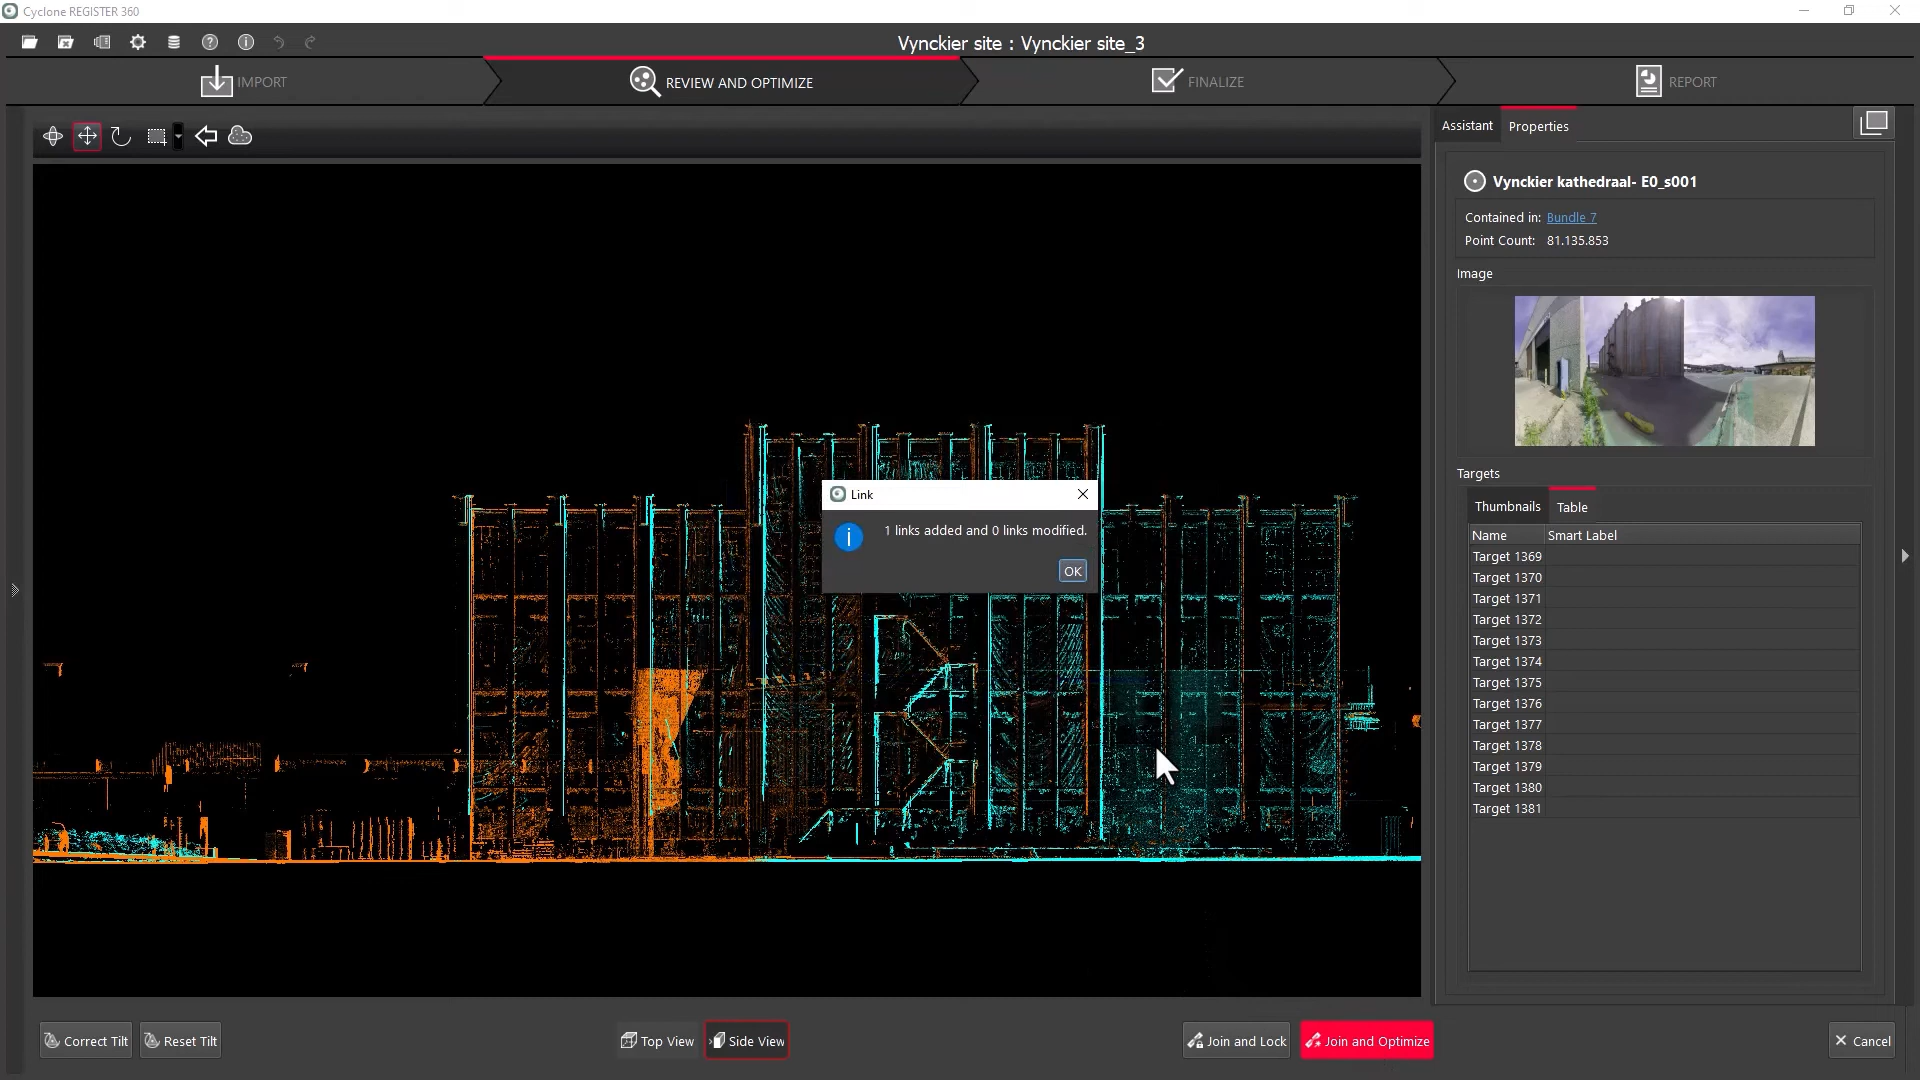 Cyclone REGISTER 360
Vynckier site : Vynckier site_3
IMPORT
REVIEW AND OPTIMIZE
FINALIZE
REPORT
Assistant
Properties
Vynckier kathedraal- E0_s001
Contained in: Bundle 7
Point Count: 81.135.853
Image
Targets
Thumbnails
Table
Name Smart Label
Target 1369
Target 1370
Target 1371
Target 1372
Target 1373
Target 1374
Target 1375
Target 1376
Target 1377
Target 1378
Target 1379
Target 1380
Target 1381
Link
1 links added and 0 links modified.
OK
Correct Tilt
Reset Tilt
Top View
Side View
Join and Lock
Join and Optimize
Cancel